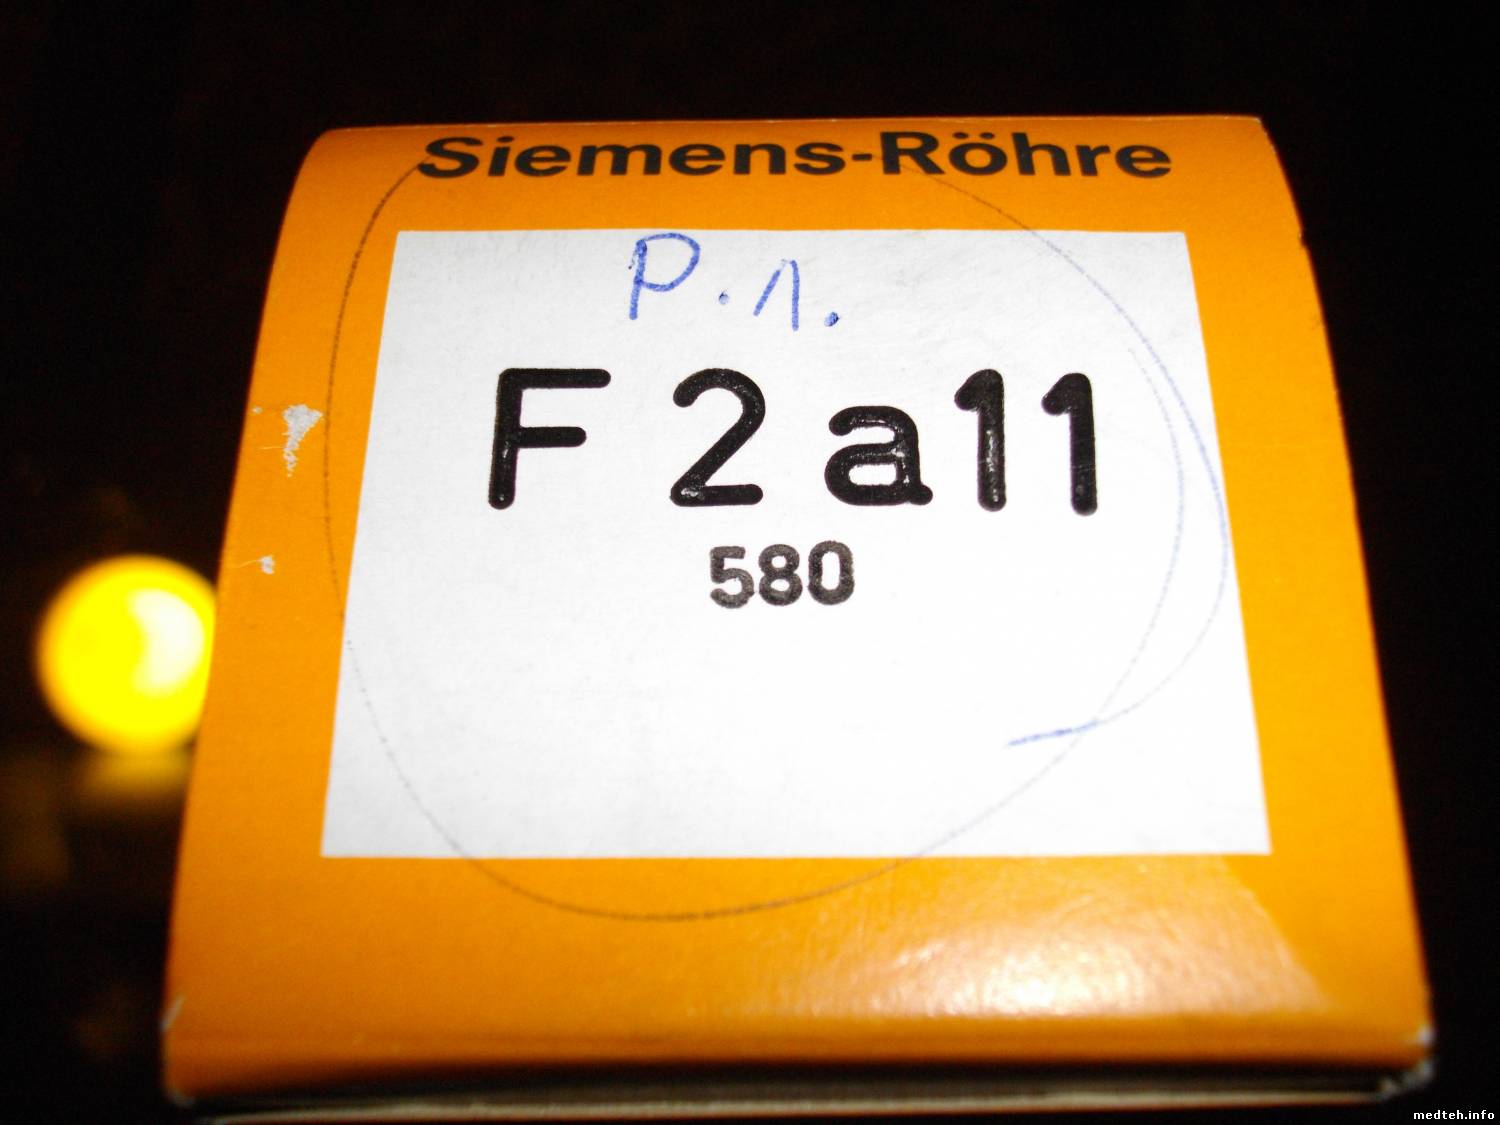 Siemens-Röhre
P.1.
F 2 a11
580
medteh.info